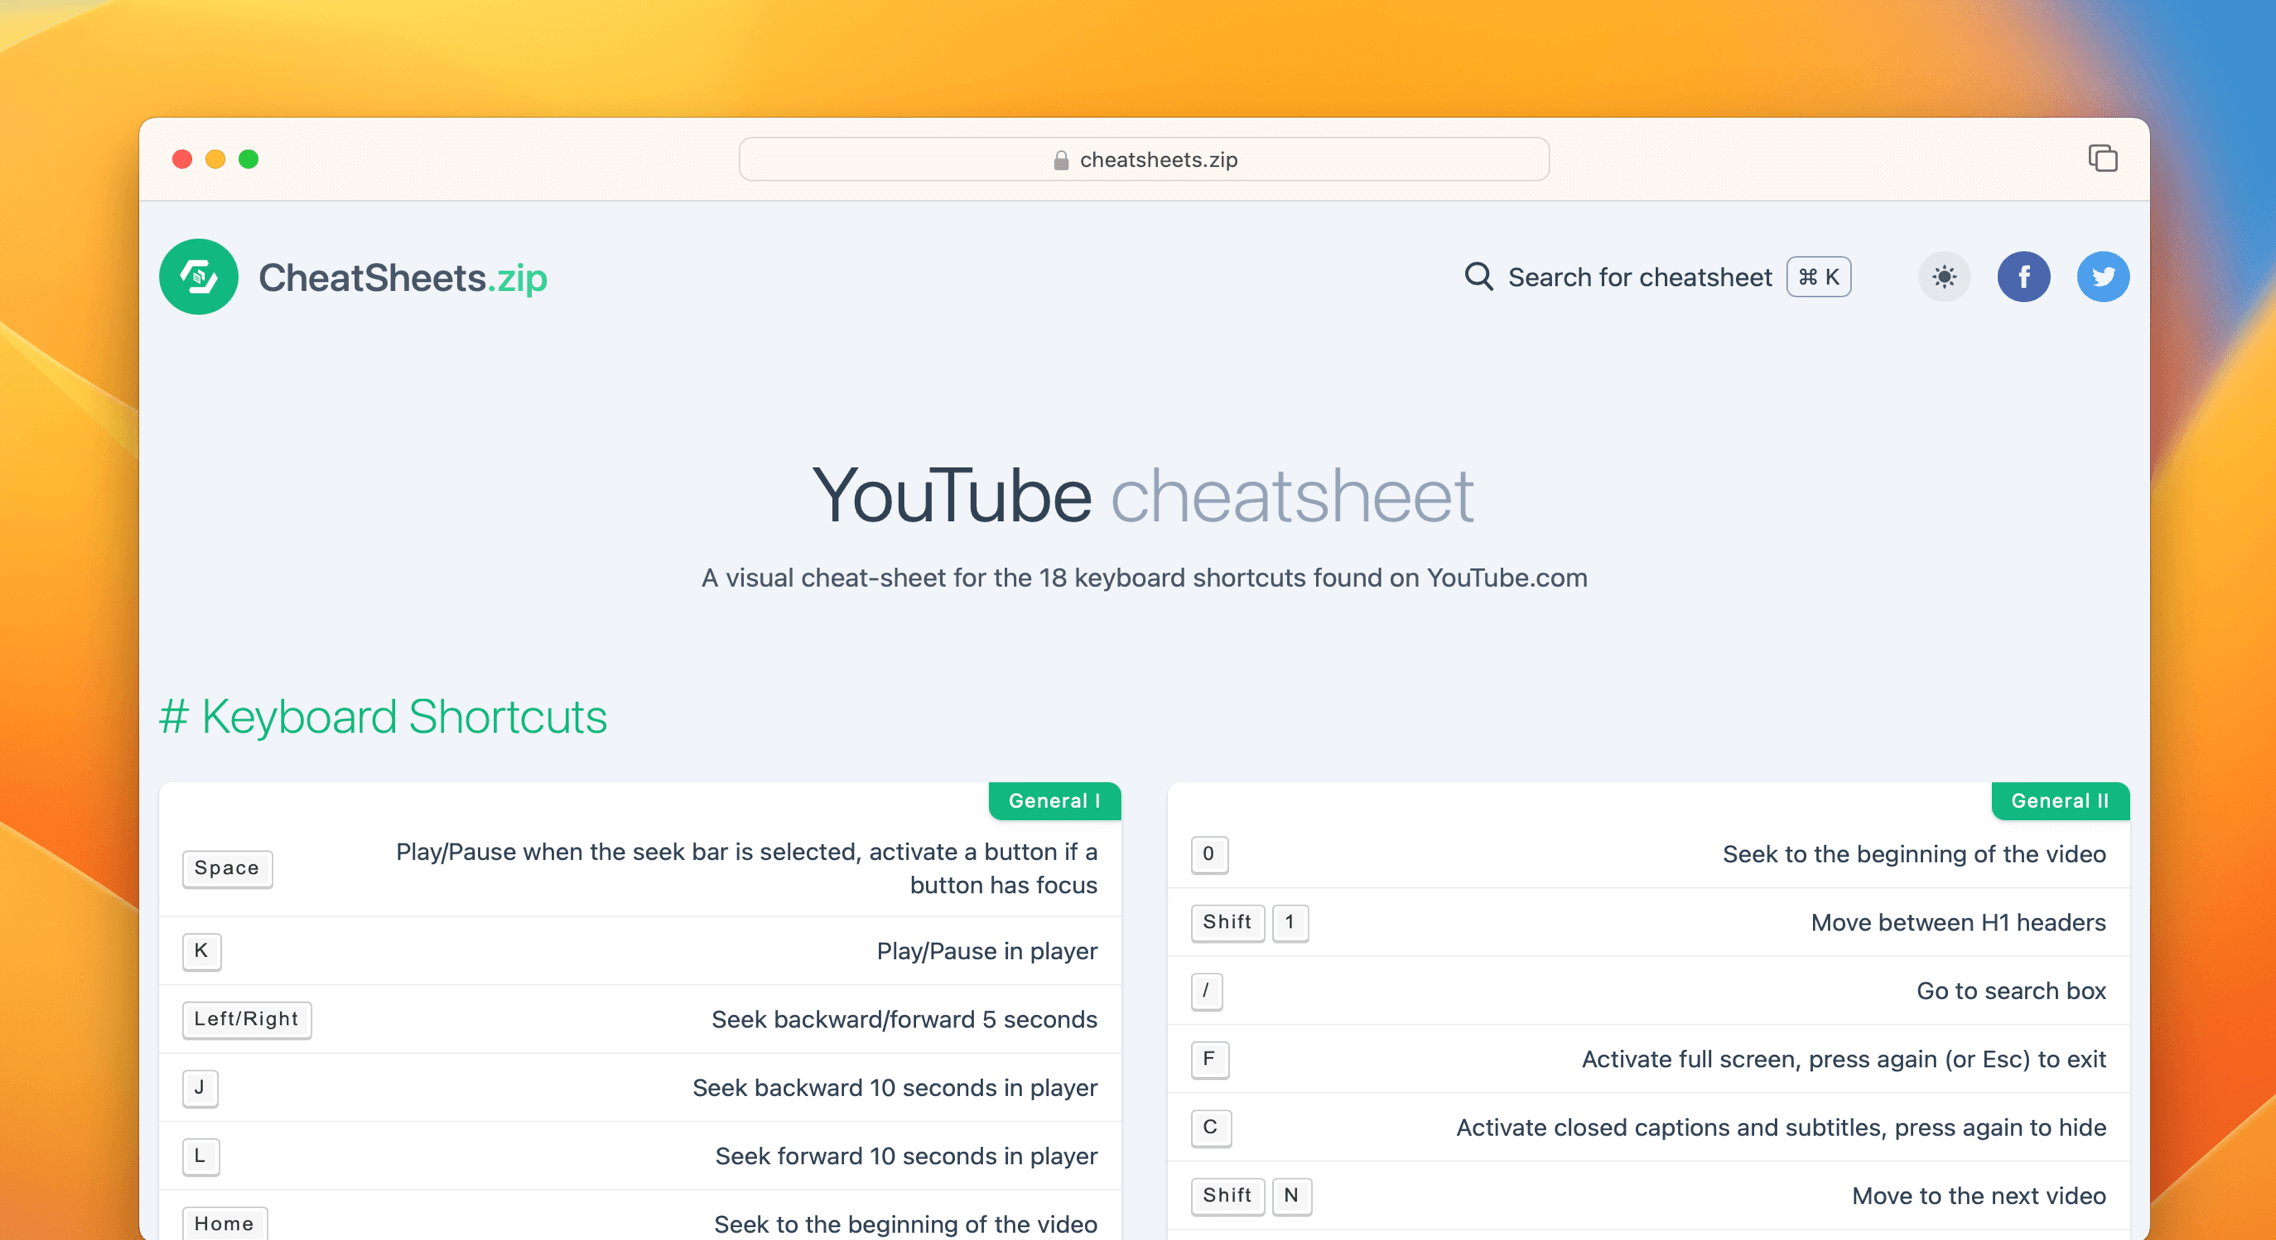 cheatsheets.zip
CheatSheets.zip
Search for cheatsheet ⌘ K
YouTube cheatsheet
A visual cheat-sheet for the 18 keyboard shortcuts found on YouTube.com
# Keyboard Shortcuts
General I
Space Play/Pause when the seek bar is selected, activate a button if a
button has focus
K Play/Pause in player
Left/Right Seek backward/forward 5 seconds
J Seek backward 10 seconds in player
L Seek forward 10 seconds in player
Home Seek to the beginning of the video
General II
0 Seek to the beginning of the video
Shift 1 Move between H1 headers
/ Go to search box
F Activate full screen, press again (or Esc) to exit
C Activate closed captions and subtitles, press again to hide
Shift N Move to the next video